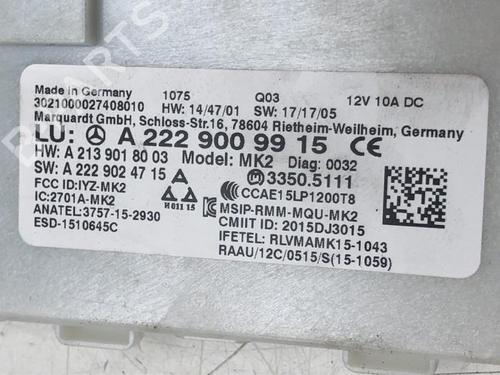 Made in Germany 1075 Q03 12V 10A DC
3021000027408010 HW: 14/47/01 SW: 17/17/05
Marquardt GmbH, Schloss-Str.16, 78604 Rietheim-Weilheim, Germany
LU: A 222 900 99 15 CE
HW: A 213 901 80 03 Model: MK2 Diag: 0032
SW: A 222 902 47 15 3350.5111
FCC ID:IYZ-MK2 CCAE15LP1200T8
IC:2701A-MK2 H 011 15 MSIP-RMM-MQU-MK2
ANATEL:3757-15-2930 CMIIT ID: 2015DJ3015
ESD-1510645C IFETEL: RLVMAMK15-1043
RAAU/12C/0515/S(15-1059)
PARTS